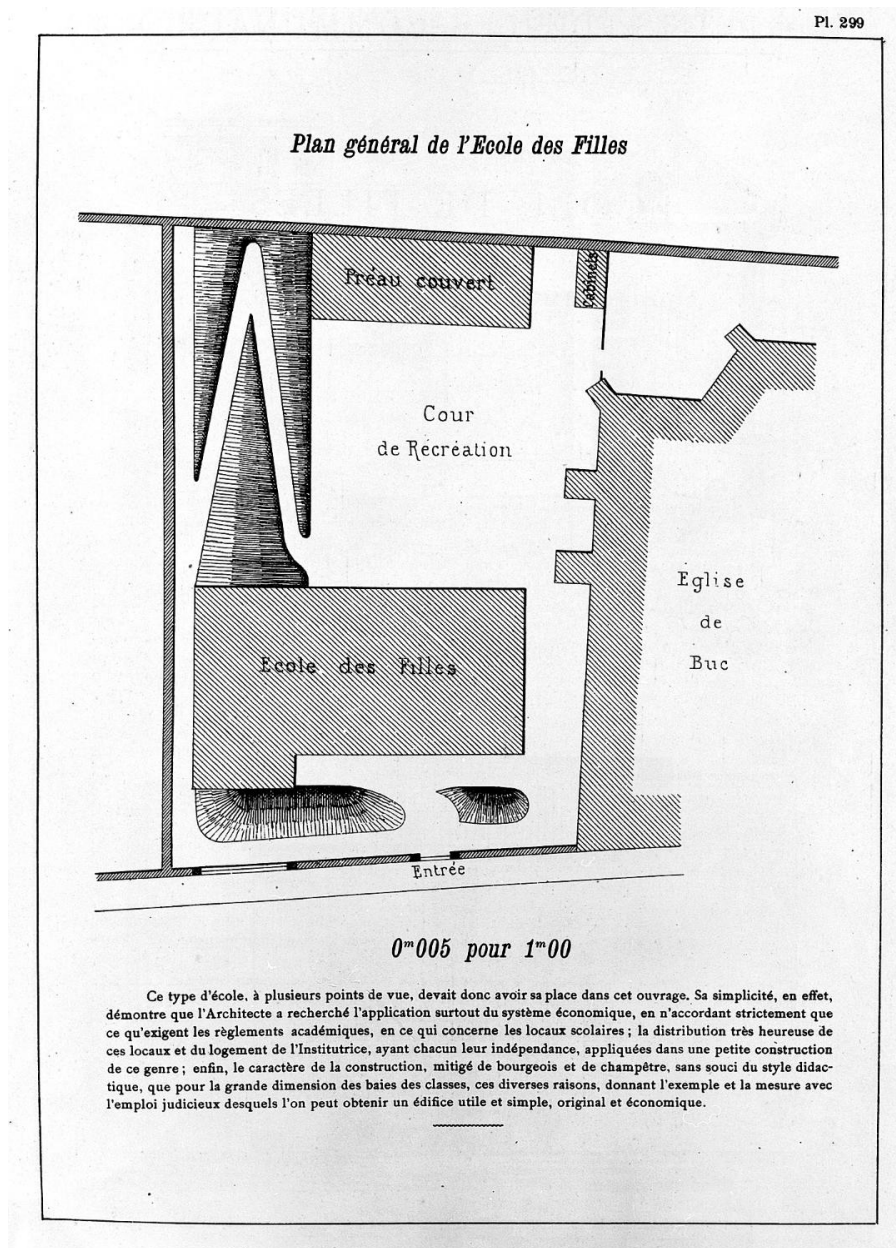 Pl. 299
Plan général de l'Ecole des Filles
Préau couvert
Cabinets
Cour
de Récréation
Eglise
de
Buc
Ecole des Filles
Entrée
0ᵐ005 pour 1ᵐ00
Ce type d'école, à plusieurs points de vue, devait donc avoir sa place dans cet ouvrage. Sa simplicité, en effet,
démontre que l'Architecte a recherché l'application surtout du système économique, en n'accordant strictement que
ce qu'exigent les règlements académiques, en ce qui concerne les locaux scolaires ; la distribution très heureuse de
ces locaux et du logement de l'Institutrice, ayant chacun leur indépendance, appliquées dans une petite construction
de ce genre ; enfin, le caractère de la construction, mitigé de bourgeois et de champêtre, sans souci du style didac-
tique, que pour la grande dimension des baies des classes, ces diverses raisons, donnant l'exemple et la mesure avec
l'emploi judicieux desquels l'on peut obtenir un édifice utile et simple, original et économique.